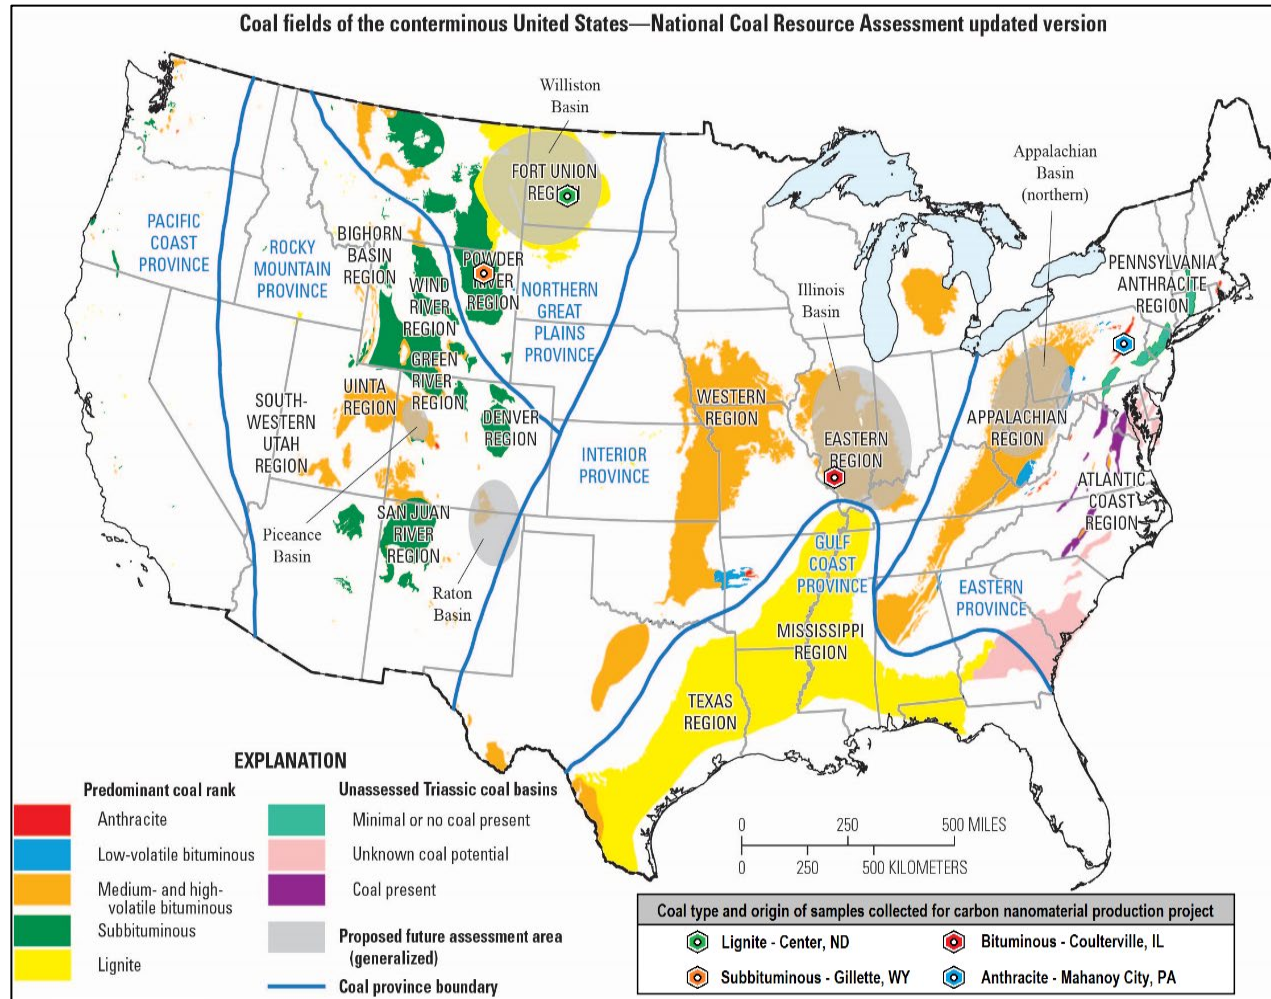 Coal fields of the conterminous United States—National Coal Resource Assessment updated version
Williston
Basin
Appalachian
Basin
(northern)
FORT UNION
REGION
PACIFIC
COAST
PROVINCE
ROCKY
MOUNTAIN
PROVINCE
BIGHORN
BASIN
REGION
WIND
RIVER
REGION
POWDER
RIVER
REGION
NORTHERN
GREAT
PLAINS
PROVINCE
Illinois
Basin
PENNSYLVANIA
ANTHRACITE
REGION
GREEN
RIVER
REGION
UINTA
REGION
SOUTH-
WESTERN
UTAH
REGION
DENVER
REGION
WESTERN
REGION
EASTERN
REGION
APPALACHIAN
REGION
INTERIOR
PROVINCE
ATLANTIC
COAST
REGION
Piceance
Basin
SAN JUAN
RIVER
REGION
Raton
Basin
GULF
COAST
PROVINCE
EASTERN
PROVINCE
MISSISSIPPI
REGION
TEXAS
REGION
EXPLANATION
Predominant coal rank
Anthracite
Low-volatile bituminous
Medium- and high-
volatile bituminous
Subbituminous
Lignite
Unassessed Triassic coal basins
Minimal or no coal present
Unknown coal potential
Coal present
Proposed future assessment area
(generalized)
Coal province boundary
0 250 500 MILES
0 250 500 KILOMETERS
Coal type and origin of samples collected for carbon nanomaterial production project
Lignite - Center, ND
Bituminous - Coulterville, IL
Subbituminous - Gillette, WY
Anthracite - Mahanoy City, PA